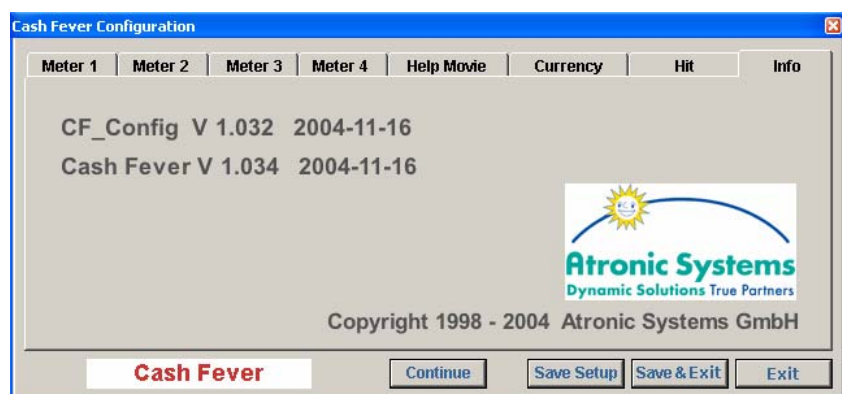 Cash Fever Configuration
Meter 1 Meter 2 Meter 3 Meter 4 Help Movie Currency Hit Info
CF_Config V 1.032 2004-11-16
Cash Fever V 1.034 2004-11-16
Atronic Systems
Dynamic Solutions True Partners
Copyright 1998 - 2004 Atronic Systems GmbH
Cash Fever Continue Save Setup Save & Exit Exit